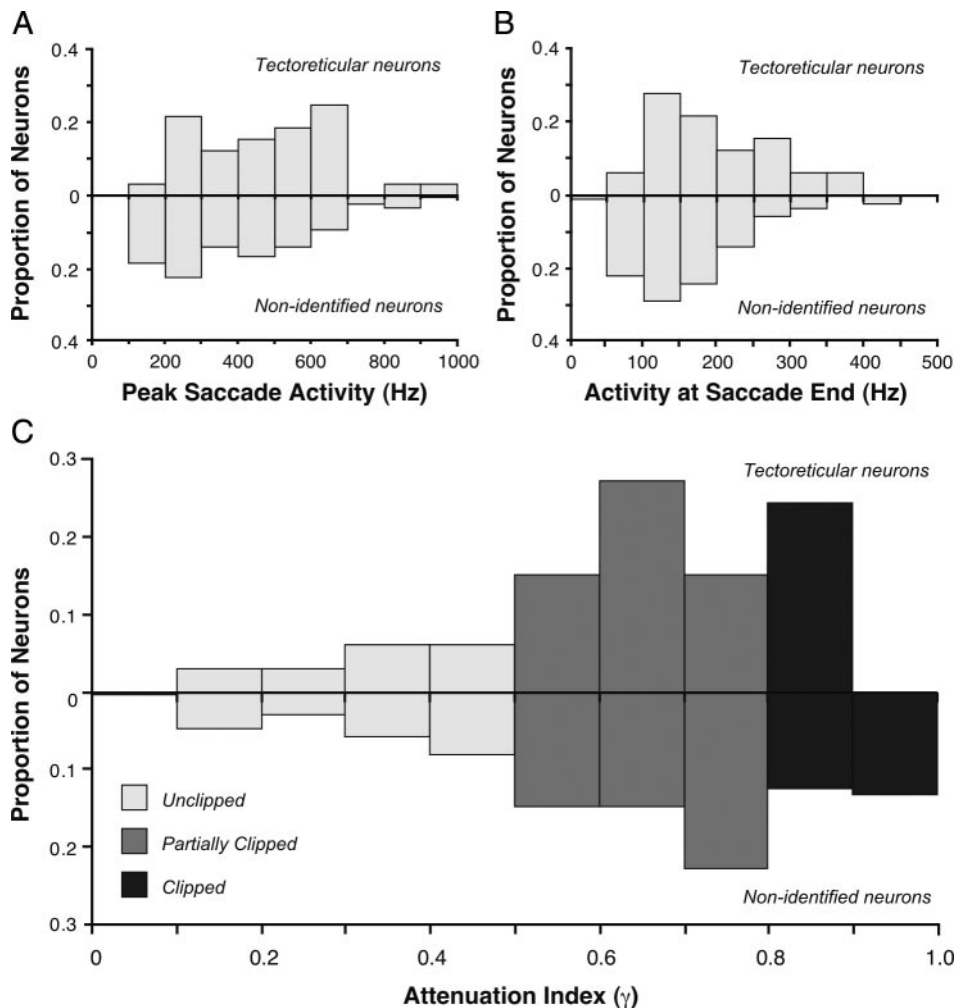 A
Proportion of Neurons
0.4
0.2
0
0.2
0.4
Tectoreticular neurons
Non-identified neurons
0 200 400 600 800 1000
Peak Saccade Activity (Hz)
B
Proportion of Neurons
0.4
0.2
0
0.2
0.4
Tectoreticular neurons
Non-identified neurons
0 100 200 300 400 500
Activity at Saccade End (Hz)
C
Proportion of Neurons
0.3
0.2
0.1
0
0.1
0.2
0.3
Tectoreticular neurons
Unclipped
Partially Clipped
Clipped
Non-identified neurons
0 0.2 0.4 0.6 0.8 1.0
Attenuation Index (γ)